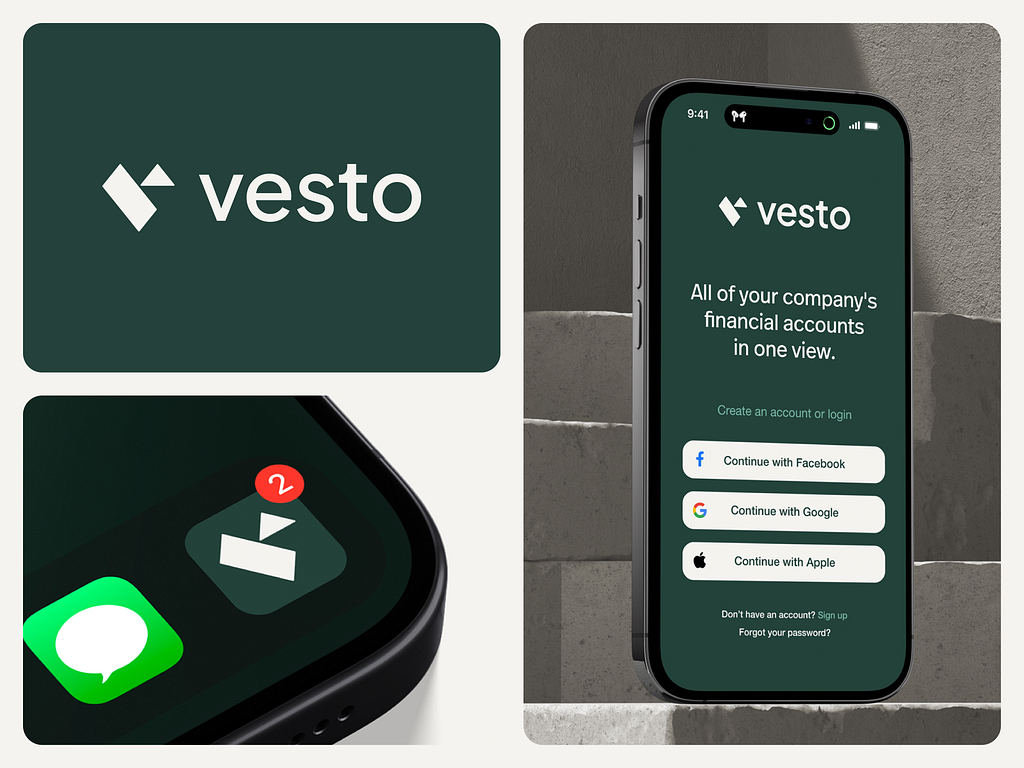 vesto
2
9:41
vesto
All of your company's
financial accounts
in one view.
Create an account or login
Continue with Facebook
Continue with Google
Continue with Apple
Don't have an account? Sign up
Forgot your password?